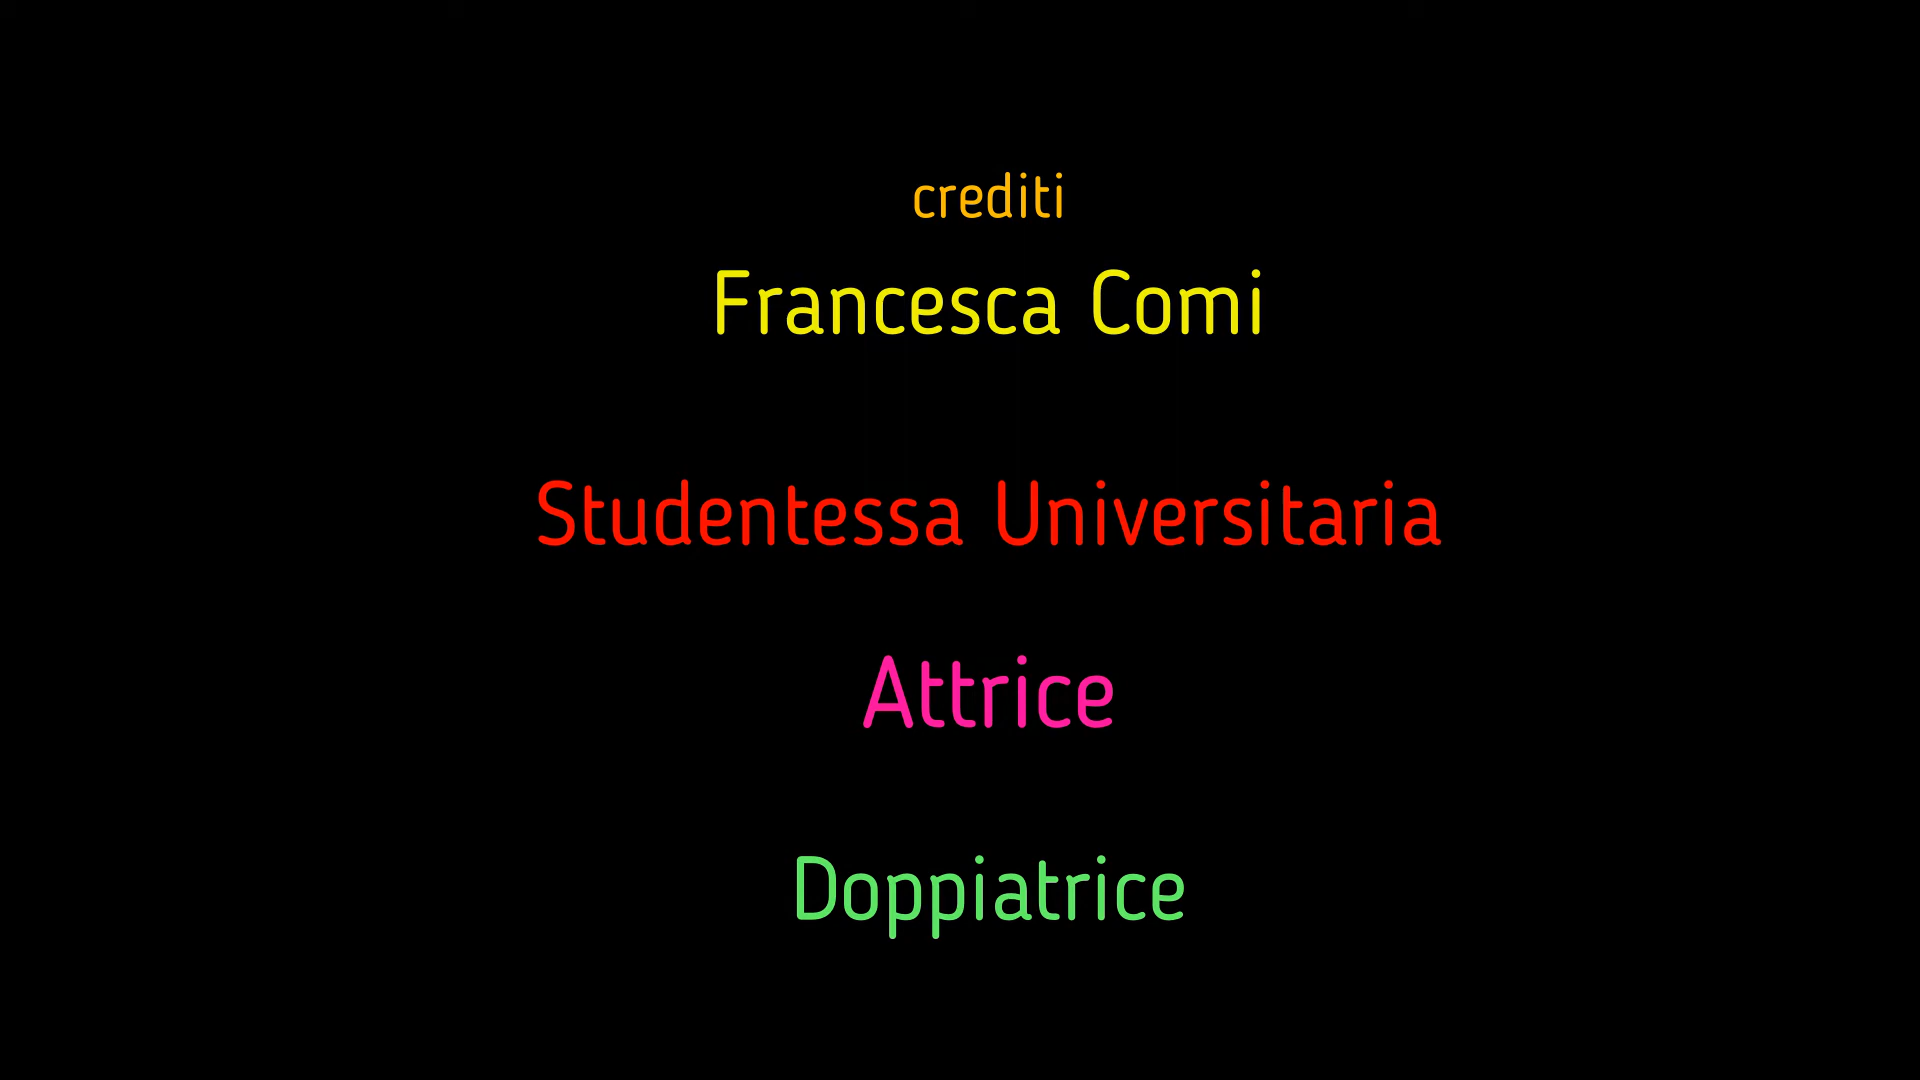 crediti
Francesca Comi
Studentessa Universitaria
Attrice
Doppiatrice